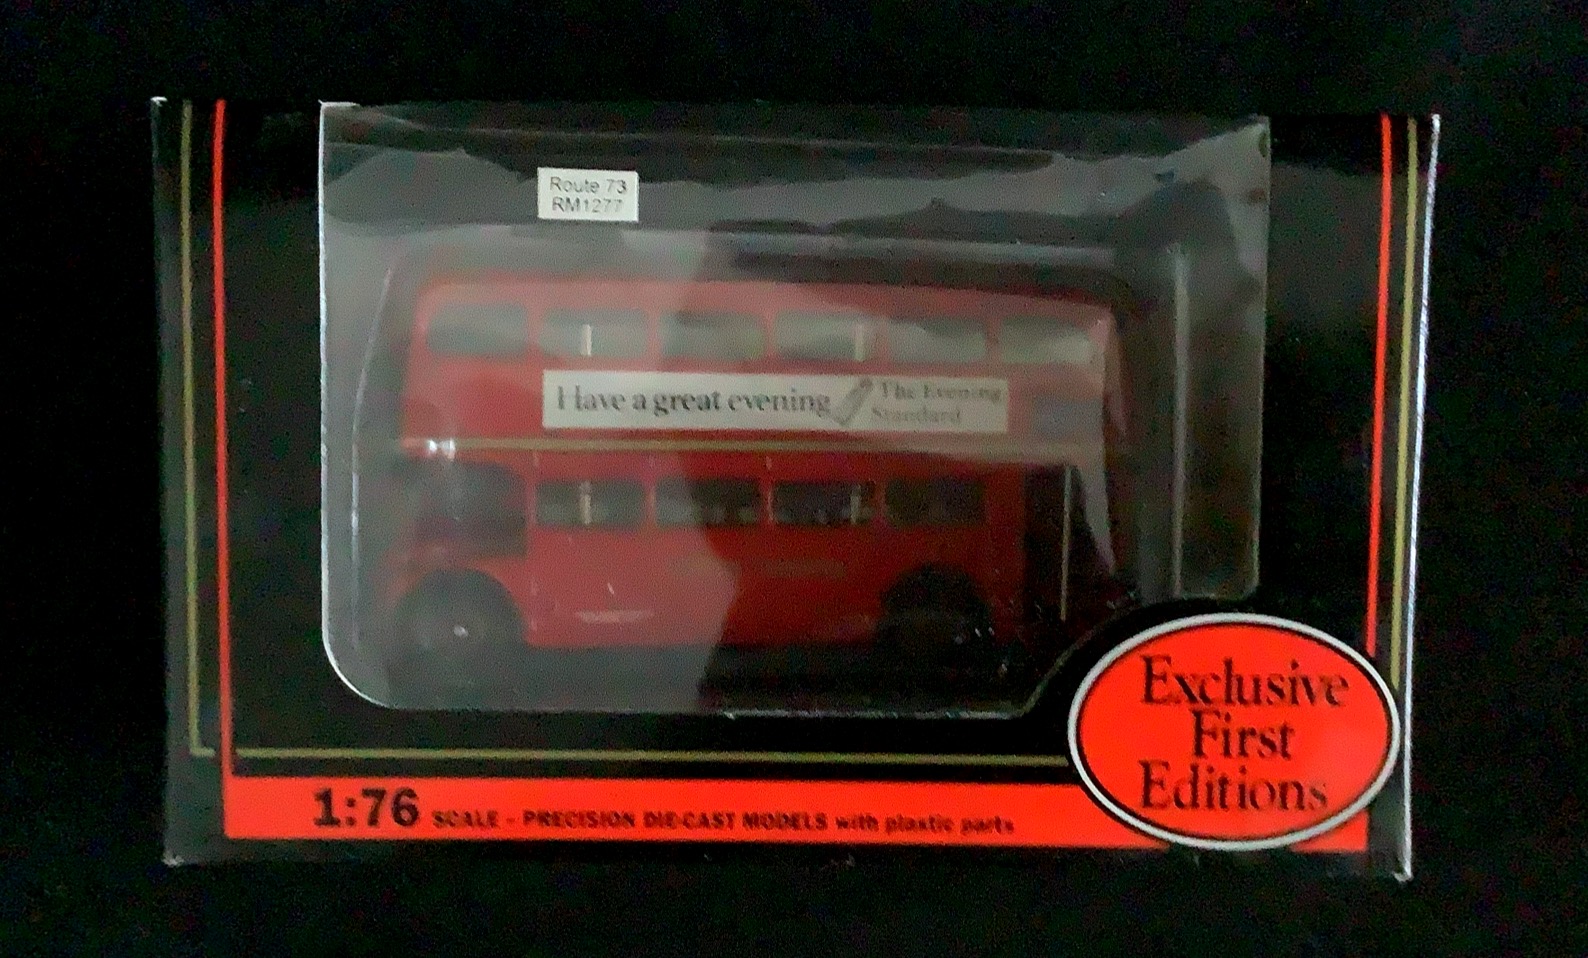 Route 73
RM1277
Have a great evening
The Evening
Standard
Exclusive
First
Editions
1:76 SCALE - PRECISION DIE-CAST MODELS with plastic parts